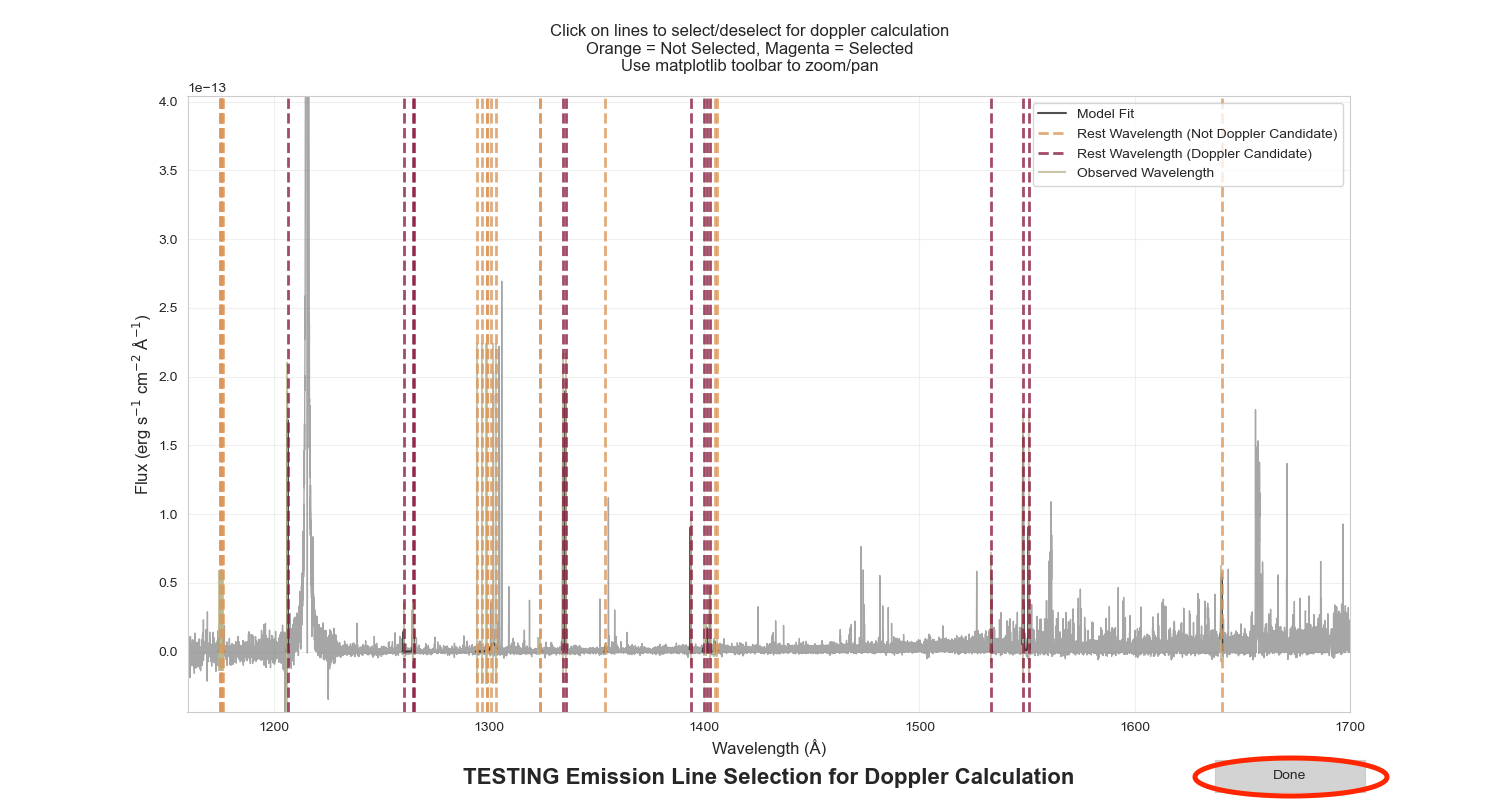 Click on lines to select/deselect for doppler calculation
Orange = Not Selected, Magenta = Selected
Use matplotlib toolbar to zoom/pan
1e−13
4.0
3.5
3.0
2.5
2.0
1.5
1.0
0.5
0.0
Flux (erg s⁻¹ cm⁻² Å⁻¹)
Model Fit
Rest Wavelength (Not Doppler Candidate)
Rest Wavelength (Doppler Candidate)
Observed Wavelength
1200 1300 1400 1500 1600 1700
Wavelength (Å)
TESTING Emission Line Selection for Doppler Calculation
Done